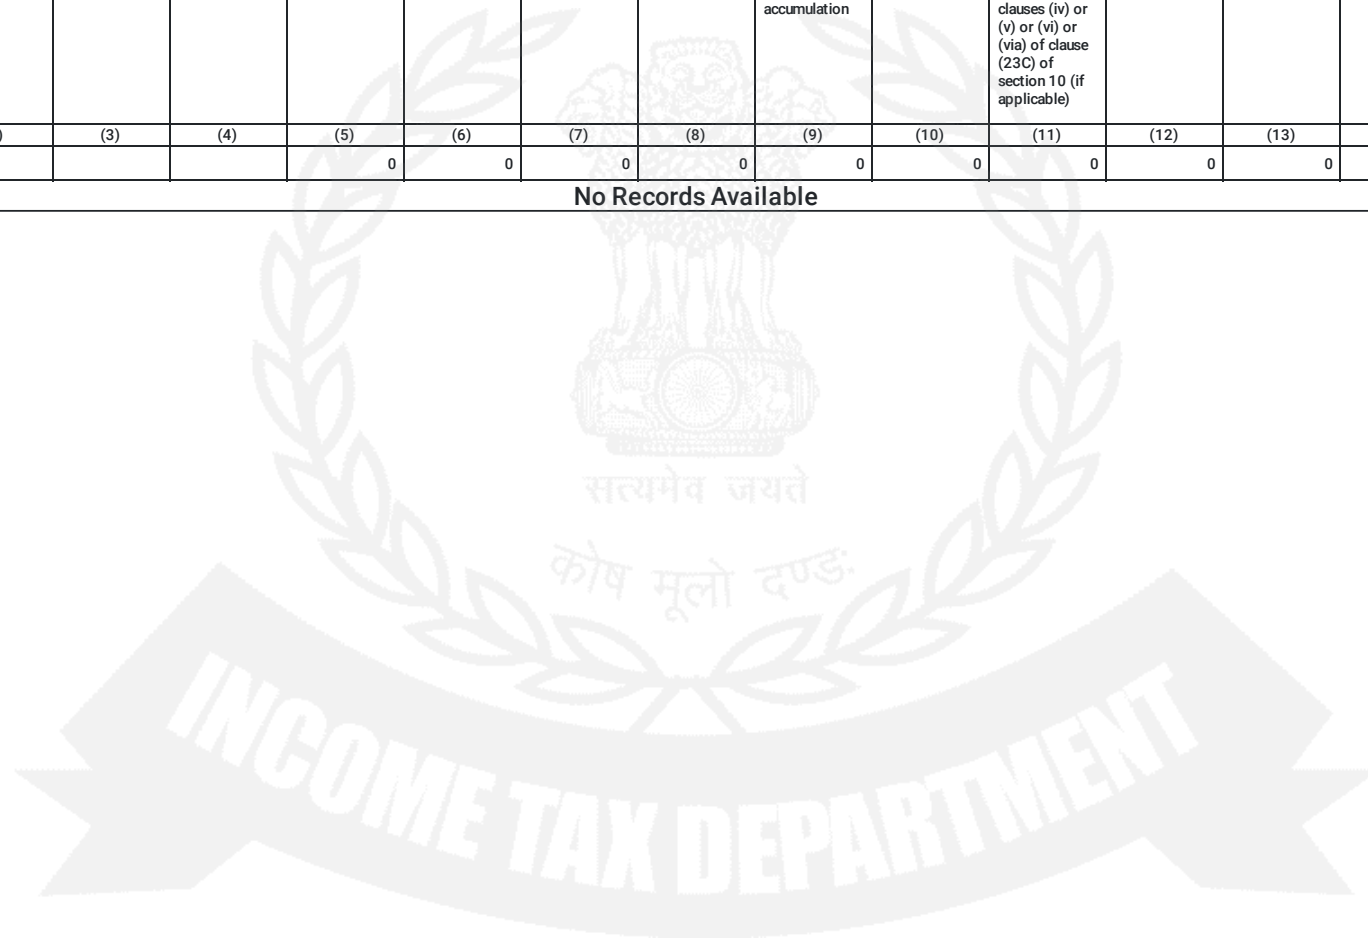 accumulation
clauses (iv) or
(v) or (vi) or
(via) of clause
(23C) of
section 10 (if
applicable)
) (3) (4) (5) (6) (7) (8) (9) (10) (11) (12) (13)
0 0 0 0 0 0 0 0 0
No Records Available
सत्यमेव जयते
कोष मूलो दण्डः
INCOME TAX DEPARTMENT